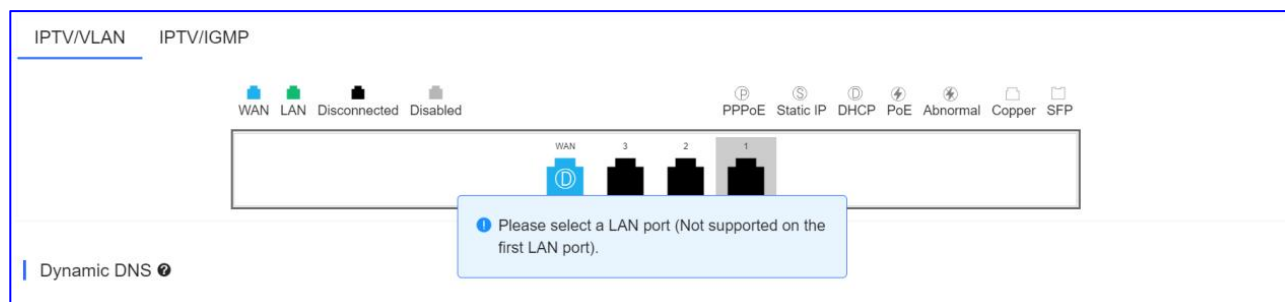 IPTV/VLAN IPTV/IGMP
WAN LAN Disconnected Disabled PPPoE Static IP DHCP PoE Abnormal Copper SFP
WAN 3 2 1
Please select a LAN port (Not supported on the
first LAN port).
Dynamic DNS